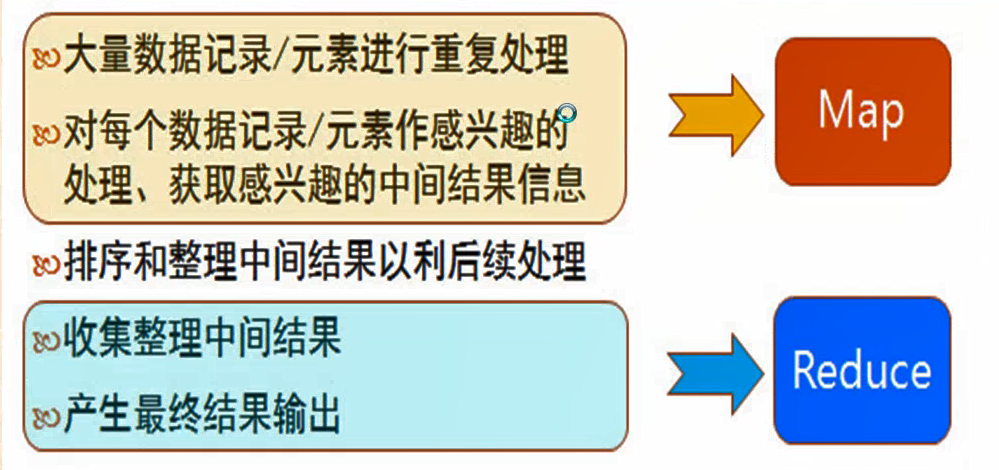 大量数据记录/元素进行重复处理
对每个数据记录/元素作感兴趣的
处理、获取感兴趣的中间结果信息
Map
排序和整理中间结果以利后续处理
收集整理中间结果
产生最终结果输出
Reduce